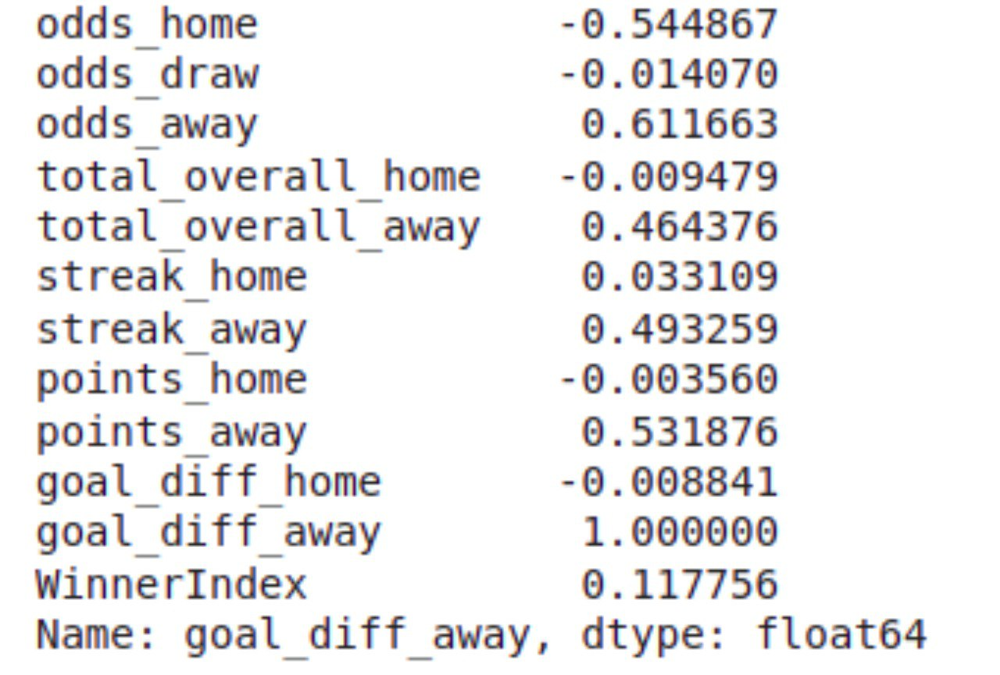 odds_home -0.544867
odds_draw -0.014070
odds_away 0.611663
total_overall_home -0.009479
total_overall_away 0.464376
streak_home 0.033109
streak_away 0.493259
points_home -0.003560
points_away 0.531876
goal_diff_home -0.008841
goal_diff_away 1.000000
WinnerIndex 0.117756
Name: goal_diff_away, dtype: float64